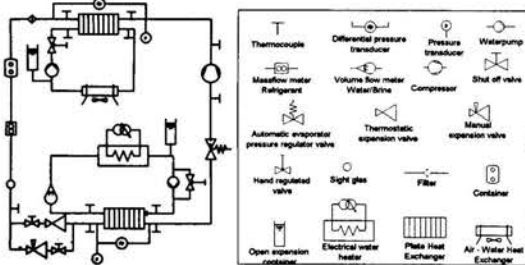 Thermocouple
Differential pressure
transducer
Pressure
transducer
Waterpump
Massflow meter
Refrigerant
Volume flow meter
Water/Brine
Compressor
Shut off valve
Automatic evaporator
pressure regulator valve
Thermostatic
expansion valve
Manual
expansion valve
Hand regulated
valve
Sight glas
Filter
Container
Open expansion
container
Electrical water
heater
Plate Heat
Exchanger
Air - Water Heat
Exchanger